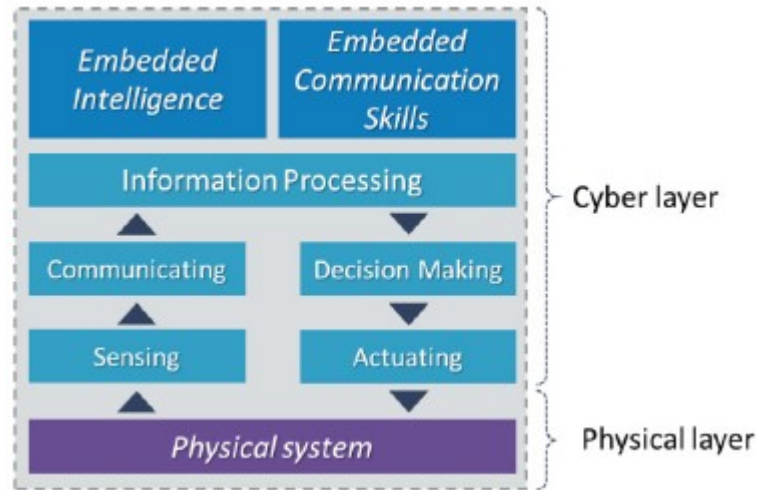 Embedded
Intelligence
Embedded
Communication
Skills
Information Processing
Communicating
Decision Making
Sensing
Actuating
Physical system
Cyber layer
Physical layer